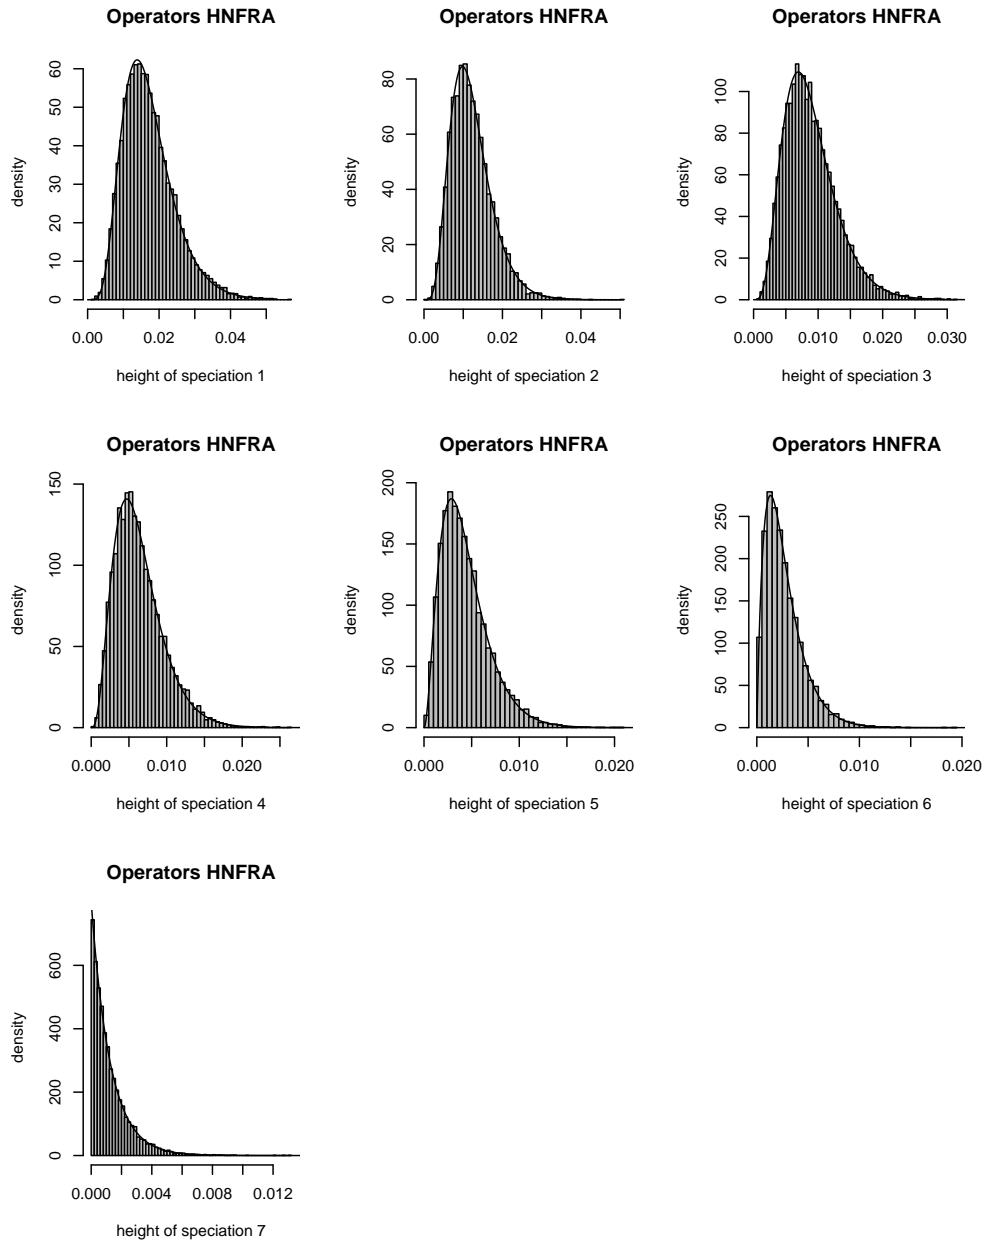 Operators HNFRA
density
0 10 20 30 40 50 60
0.00 0.02 0.04
height of speciation 1
Operators HNFRA
density
0 20 40 60 80
0.00 0.02 0.04
height of speciation 2
Operators HNFRA
density
0 20 40 60 80 100
0.000 0.010 0.020 0.030
height of speciation 3
Operators HNFRA
density
0 50 100 150
0.000 0.010 0.020
height of speciation 4
Operators HNFRA
density
0 50 100 150 200
0.000 0.010 0.020
height of speciation 5
Operators HNFRA
density
0 50 100 150 200 250
0.000 0.010 0.020
height of speciation 6
Operators HNFRA
density
0 200 400 600
0.000 0.004 0.008 0.012
height of speciation 7